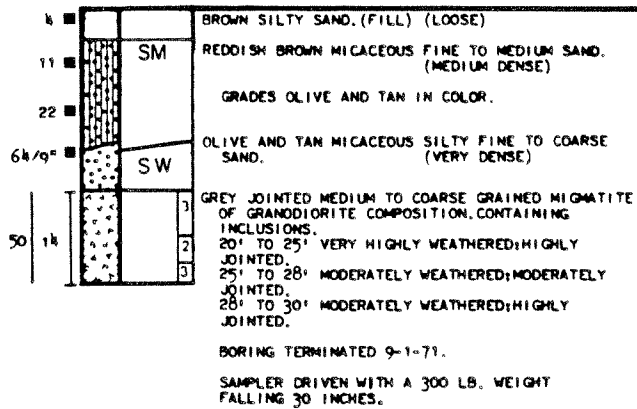 4 BROWN SILTY SAND. (FILL) (LOOSE)
11 SM REDDISH BROWN MICACEOUS FINE TO MEDIUM SAND.
(MEDIUM DENSE)
22 GRADES OLIVE AND TAN IN COLOR.
64/9" OLIVE AND TAN MICACEOUS SILTY FINE TO COARSE
SW SAND. (VERY DENSE)
3 GREY JOINTED MEDIUM TO COARSE GRAINED MIGMATITE
OF GRANODIORITE COMPOSITION, CONTAINING
INCLUSIONS.
50 14 2 20' TO 25' VERY HIGHLY WEATHERED; HIGHLY
JOINTED.
3 25' TO 28' MODERATELY WEATHERED; MODERATELY
JOINTED.
28' TO 30' MODERATELY WEATHERED; HIGHLY
JOINTED.
BORING TERMINATED 9-1-71.
SAMPLER DRIVEN WITH A 300 LB. WEIGHT
FALLING 30 INCHES.